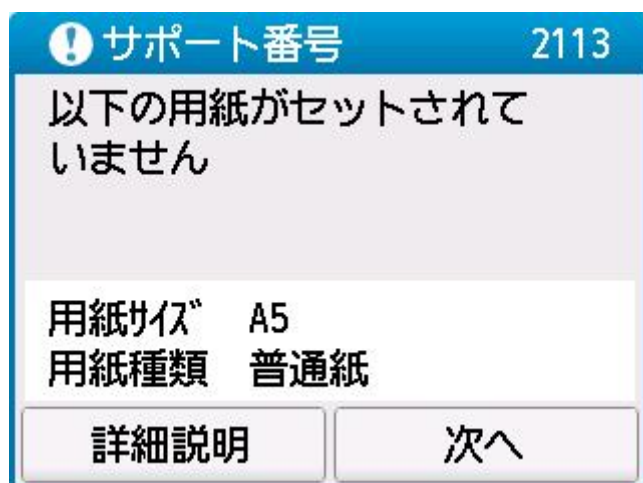 サポート番号 2113
以下の用紙がセットされて
いません
用紙ｻｲｽﾞ A5
用紙種類 普通紙
詳細説明 次へ